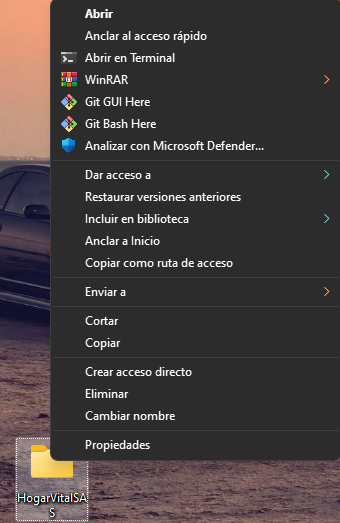 Abrir
Anclar al acceso rápido
Abrir en Terminal
WinRAR
Git GUI Here
Git Bash Here
Analizar con Microsoft Defender...
Dar acceso a
Restaurar versiones anteriores
Incluir en biblioteca
Anclar a Inicio
Copiar como ruta de acceso
Enviar a
Cortar
Copiar
Crear acceso directo
Eliminar
Cambiar nombre
Propiedades
HogarVitalSA
S